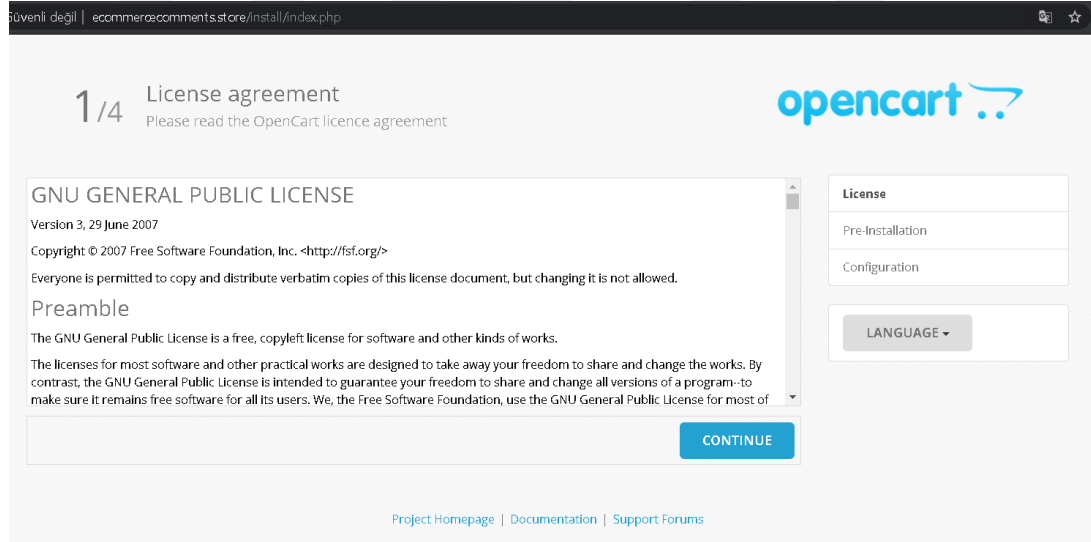 Güvenli değil | ecommercecomments.store/install/index.php
1/4
License agreement
Please read the OpenCart licence agreement
opencart
GNU GENERAL PUBLIC LICENSE
Version 3, 29 June 2007
Copyright © 2007 Free Software Foundation, Inc. <http://fsf.org/>
Everyone is permitted to copy and distribute verbatim copies of this license document, but changing it is not allowed.
Preamble
The GNU General Public License is a free, copyleft license for software and other kinds of works.
The licenses for most software and other practical works are designed to take away your freedom to share and change the works. By
contrast, the GNU General Public License is intended to guarantee your freedom to share and change all versions of a program--to
make sure it remains free software for all its users. We, the Free Software Foundation, use the GNU General Public License for most of
CONTINUE
License
Pre-Installation
Configuration
LANGUAGE
Project Homepage | Documentation | Support Forums